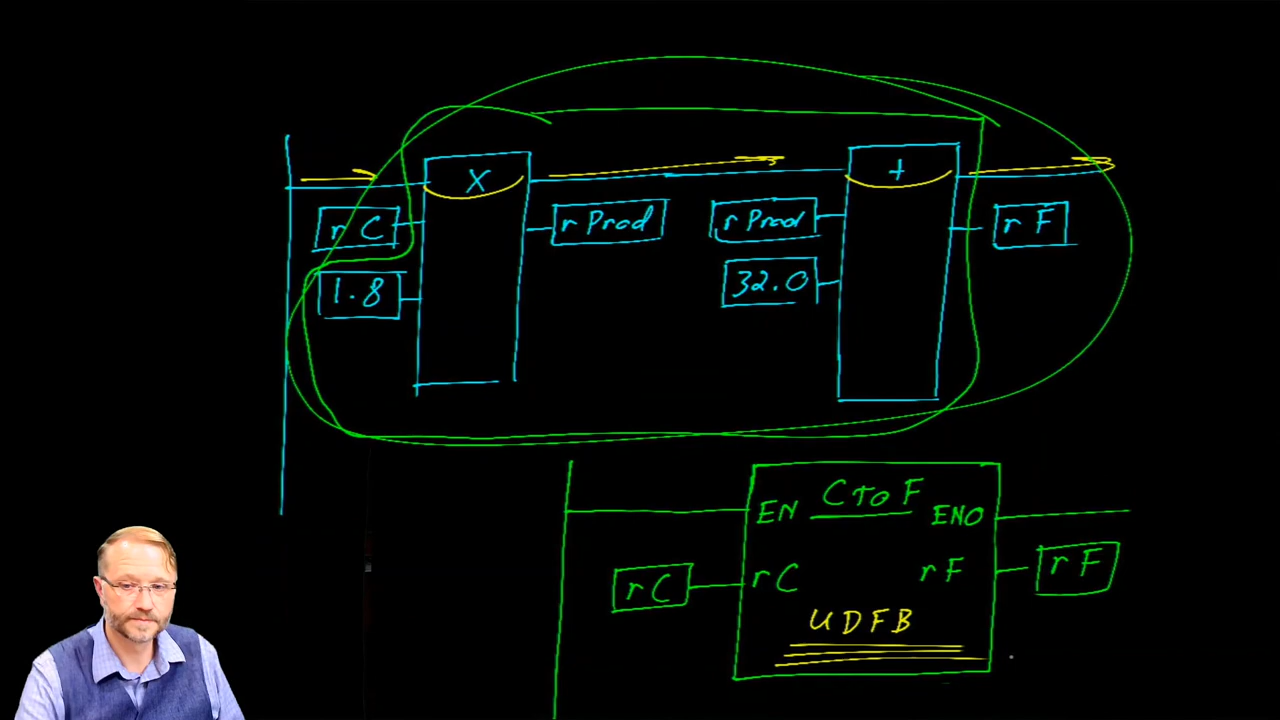 X +
r C r Prod r Prod r F
1.8 32.0
EN C TO F ENO
r C r C r F r F
UDFB